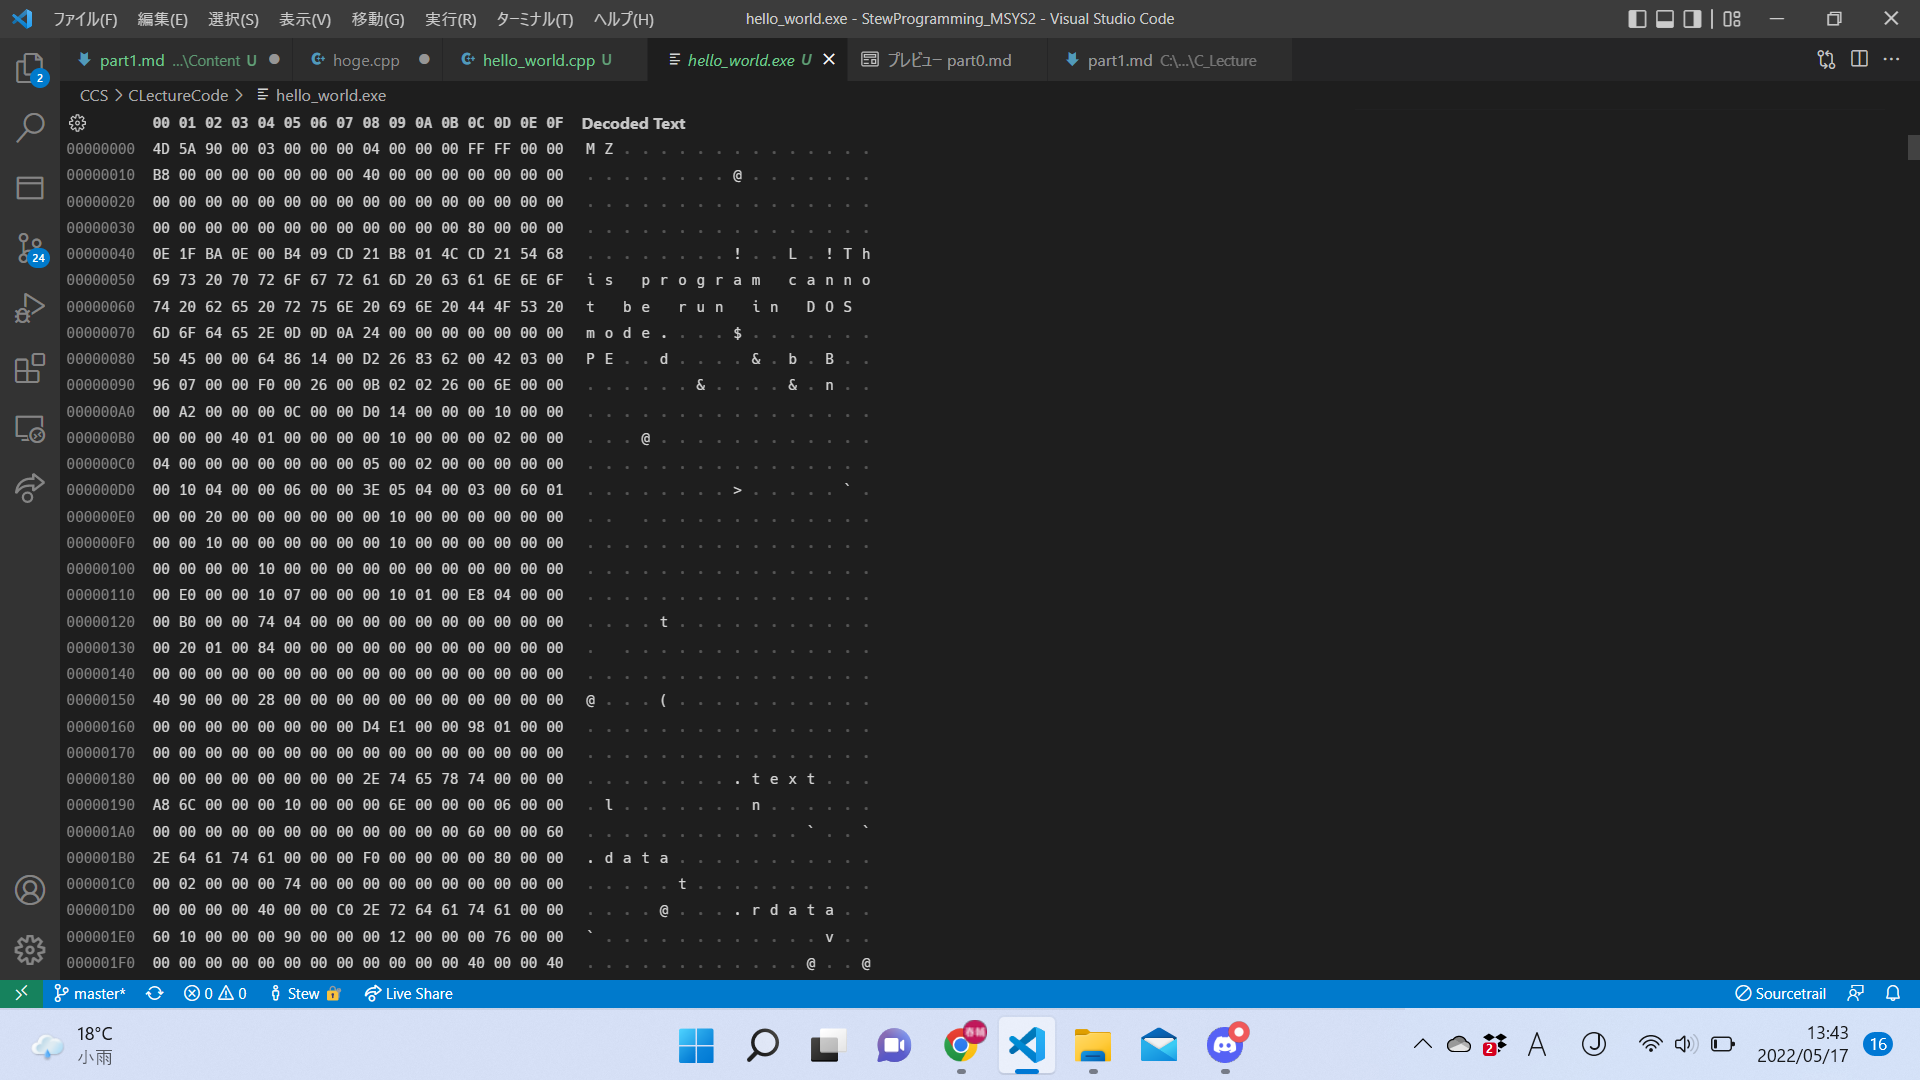 ファイル(F) 編集(E) 選択(S) 表示(V) 移動(G) 実行(R) ターミナル(T) ヘルプ(H) hello_world.exe - StewProgramming_MSYS2 - Visual Studio Code
part1.md ...\Content U hoge.cpp hello_world.cpp U hello_world.exe U プレビュー part0.md part1.md C:\...\C_Lecture
2
CCS > CLectureCode > hello_world.exe
00 01 02 03 04 05 06 07 08 09 0A 0B 0C 0D 0E 0F Decoded Text
00000000 4D 5A 90 00 03 00 00 00 04 00 00 00 FF FF 00 00 M Z . . . . . . . . . . . . . .
00000010 B8 00 00 00 00 00 00 00 40 00 00 00 00 00 00 00 . . . . . . . . @ . . . . . . .
00000020 00 00 00 00 00 00 00 00 00 00 00 00 00 00 00 00 . . . . . . . . . . . . . . . .
00000030 00 00 00 00 00 00 00 00 00 00 00 00 80 00 00 00 . . . . . . . . . . . . . . . .
00000040 0E 1F BA 0E 00 B4 09 CD 21 B8 01 4C CD 21 54 68 . . . . . . . . ! . . L . ! T h
24
00000050 69 73 20 70 72 6F 67 72 61 6D 20 63 61 6E 6E 6F i s   p r o g r a m   c a n n o
00000060 74 20 62 65 20 72 75 6E 20 69 6E 20 44 4F 53 20 t   b e   r u n   i n   D O S
00000070 6D 6F 64 65 2E 0D 0D 0A 24 00 00 00 00 00 00 00 m o d e . . . . $ . . . . . . .
00000080 50 45 00 00 64 86 14 00 D2 26 83 62 00 42 03 00 P E . . d . . . . & . b . B . .
00000090 96 07 00 00 F0 00 26 00 0B 02 02 26 00 6E 00 00 . . . . . . & . . . . & . n . .
000000A0 00 A2 00 00 00 0C 00 00 D0 14 00 00 00 10 00 00 . . . . . . . . . . . . . . . .
000000B0 00 00 00 40 01 00 00 00 00 10 00 00 00 02 00 00 . . . @ . . . . . . . . . . . .
000000C0 04 00 00 00 00 00 00 00 05 00 02 00 00 00 00 00 . . . . . . . . . . . . . . . .
000000D0 00 10 04 00 00 06 00 00 3E 05 04 00 03 00 60 01 . . . . . . . . > . . . . . ` .
000000E0 00 00 20 00 00 00 00 00 00 10 00 00 00 00 00 00 . .   . . . . . . . . . . . . .
000000F0 00 00 10 00 00 00 00 00 00 10 00 00 00 00 00 00 . . . . . . . . . . . . . . . .
00000100 00 00 00 00 10 00 00 00 00 00 00 00 00 00 00 00 . . . . . . . . . . . . . . . .
00000110 00 E0 00 00 10 07 00 00 00 10 01 00 E8 04 00 00 . . . . . . . . . . . . . . . .
00000120 00 B0 00 00 74 04 00 00 00 00 00 00 00 00 00 00 . . . . t . . . . . . . . . . .
00000130 00 20 01 00 84 00 00 00 00 00 00 00 00 00 00 00 .   . . . . . . . . . . . . . .
00000140 00 00 00 00 00 00 00 00 00 00 00 00 00 00 00 00 . . . . . . . . . . . . . . . .
00000150 40 90 00 00 28 00 00 00 00 00 00 00 00 00 00 00 @ . . . ( . . . . . . . . . . .
00000160 00 00 00 00 00 00 00 00 D4 E1 00 00 98 01 00 00 . . . . . . . . . . . . . . . .
00000170 00 00 00 00 00 00 00 00 00 00 00 00 00 00 00 00 . . . . . . . . . . . . . . . .
00000180 00 00 00 00 00 00 00 00 2E 74 65 78 74 00 00 00 . . . . . . . . . t e x t . . .
00000190 A8 6C 00 00 00 10 00 00 00 6E 00 00 00 06 00 00 . l . . . . . . . n . . . . . .
000001A0 00 00 00 00 00 00 00 00 00 00 00 00 60 00 00 60 . . . . . . . . . . . . ` . . `
000001B0 2E 64 61 74 61 00 00 00 F0 00 00 00 00 80 00 00 . d a t a . . . . . . . . . . .
000001C0 00 02 00 00 00 74 00 00 00 00 00 00 00 00 00 00 . . . . . t . . . . . . . . . .
000001D0 00 00 00 00 40 00 00 C0 2E 72 64 61 74 61 00 00 . . . . @ . . . . r d a t a . .
000001E0 60 10 00 00 00 90 00 00 00 12 00 00 00 76 00 00 ` . . . . . . . . . . . . v . .
000001F0 00 00 00 00 00 00 00 00 00 00 00 00 40 00 00 40 . . . . . . . . . . . . @ . . @
master* 0 0 Stew Live Share Sourcetrail
18°C
小雨
2 A J
13:43
2022/05/17
16